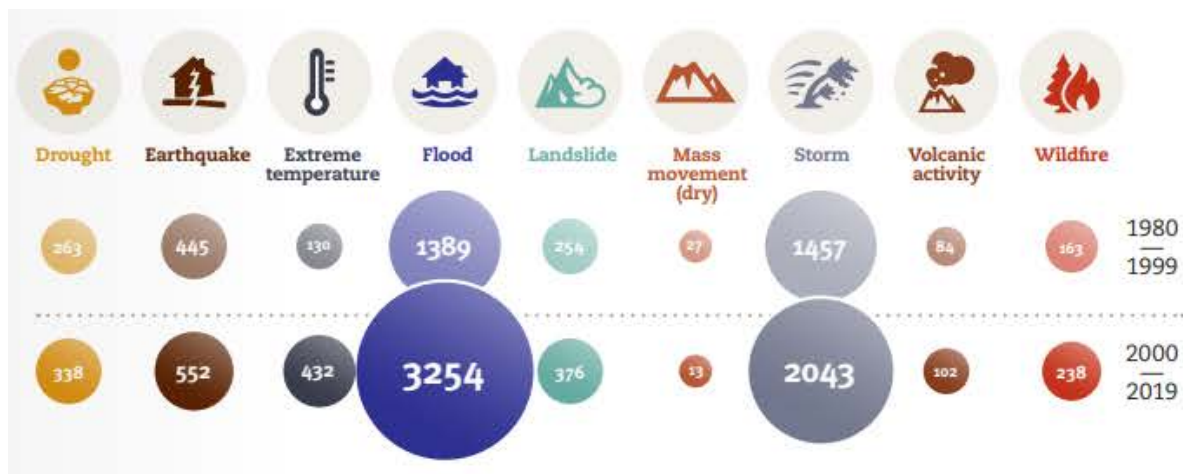 Drought
Earthquake
Extreme
temperature
Flood
Landslide
Mass
movement
(dry)
Storm
Volcanic
activity
Wildfire
263
445
130
1389
254
27
1457
84
163
1980
1999
338
552
432
3254
376
13
2043
102
238
2000
2019